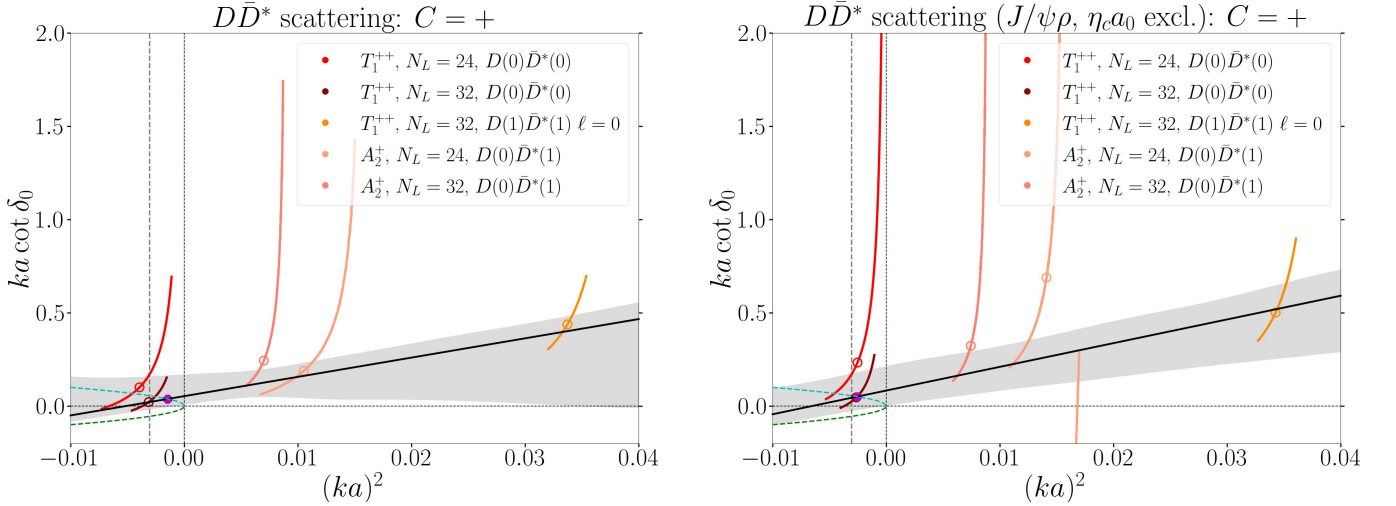 DD̄* scattering: C = +
2.0
1.5
1.0
0.5
0.0
ka cot δ₀
T₁⁺⁺, N_L = 24, D(0)D̄*(0)
T₁⁺⁺, N_L = 32, D(0)D̄*(0)
T₁⁺⁺, N_L = 32, D(1)D̄*(1) ℓ = 0
A₂⁺, N_L = 24, D(0)D̄*(1)
A₂⁺, N_L = 32, D(0)D̄*(1)
−0.01 0.00 0.01 0.02 0.03 0.04
(ka)²
DD̄* scattering (J/ψρ, η_c a₀ excl.): C = +
2.0
1.5
1.0
0.5
0.0
ka cot δ₀
T₁⁺⁺, N_L = 24, D(0)D̄*(0)
T₁⁺⁺, N_L = 32, D(0)D̄*(0)
T₁⁺⁺, N_L = 32, D(1)D̄*(1) ℓ = 0
A₂⁺, N_L = 24, D(0)D̄*(1)
A₂⁺, N_L = 32, D(0)D̄*(1)
−0.01 0.00 0.01 0.02 0.03 0.04
(ka)²